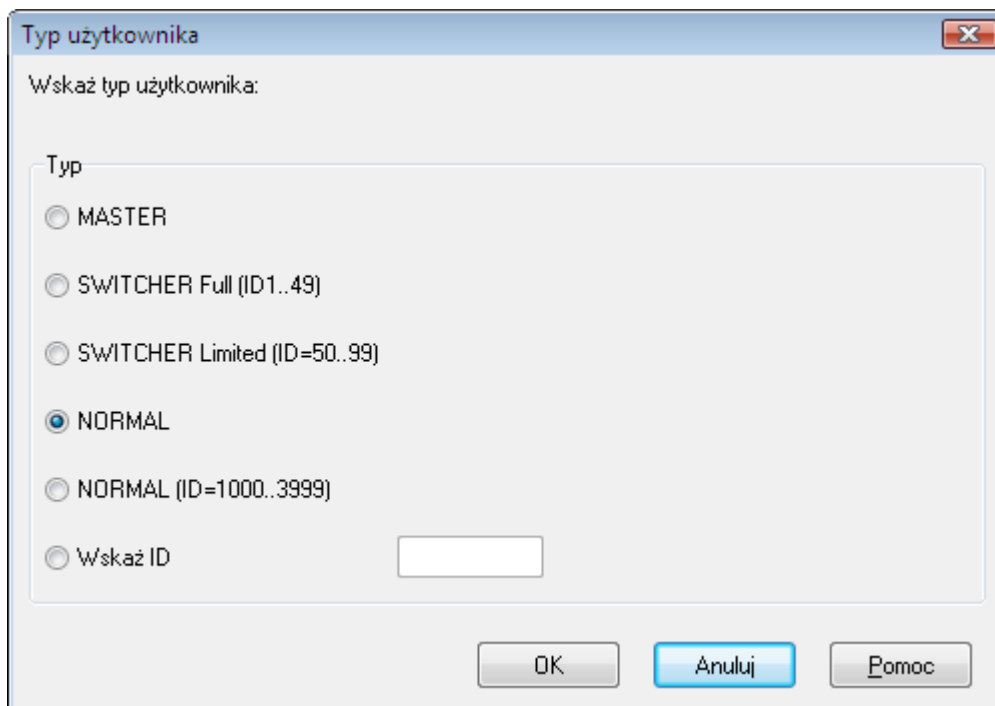 Typ użytkownika
Wskaż typ użytkownika:
Typ
MASTER
SWITCHER Full (ID1..49)
SWITCHER Limited (ID=50..99)
NORMAL
NORMAL (ID=1000..3999)
Wskaż ID
OK Anuluj Pomoc